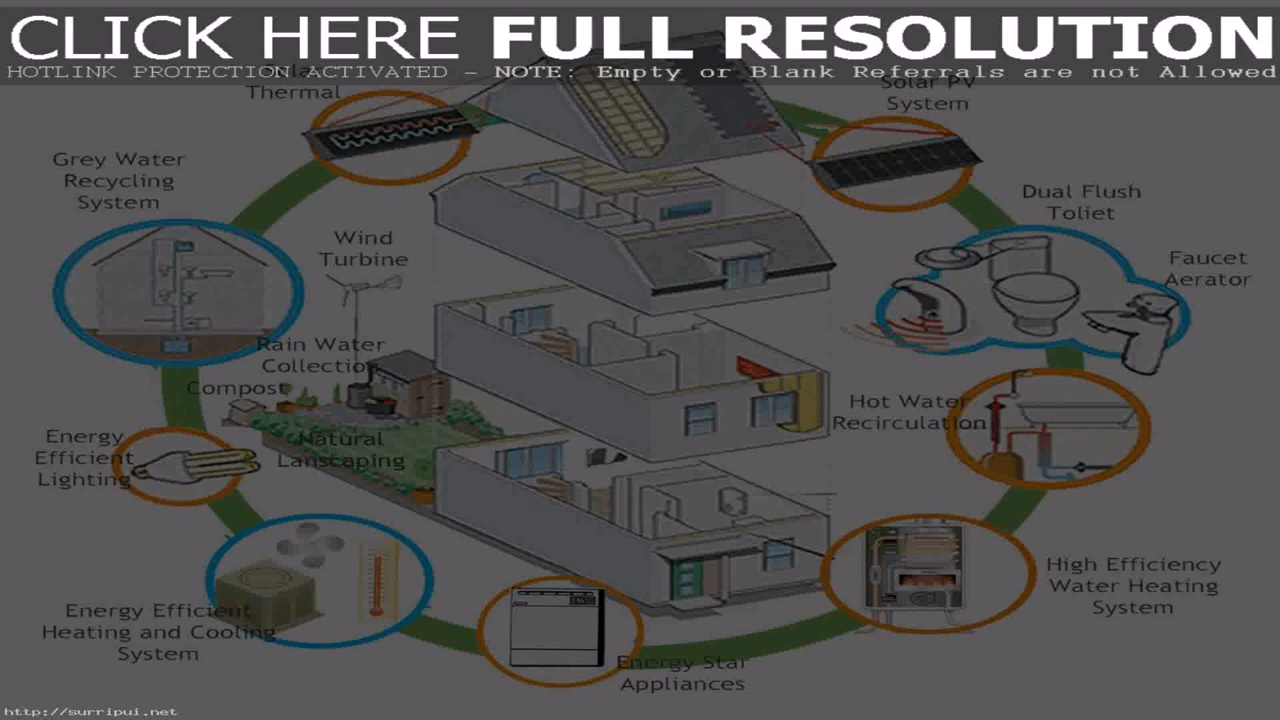 CLICK HERE FULL RESOLUTION
HOTLINK PROTECTION ACTIVATED – NOTE: Empty or Blank Referrals are not Allowed
Solar
Thermal
Solar PV
System
Grey Water
Recycling
System
Dual Flush
Toliet
Wind
Turbine
Faucet
Aerator
Rain Water
Collection
Compost
Hot Water
Recirculation
Energy
Efficient
Lighting
Natural
Lanscaping
High Efficiency
Water Heating
System
Energy Efficient
Heating and Cooling
System
Energy Star
Appliances
http://surripui.net